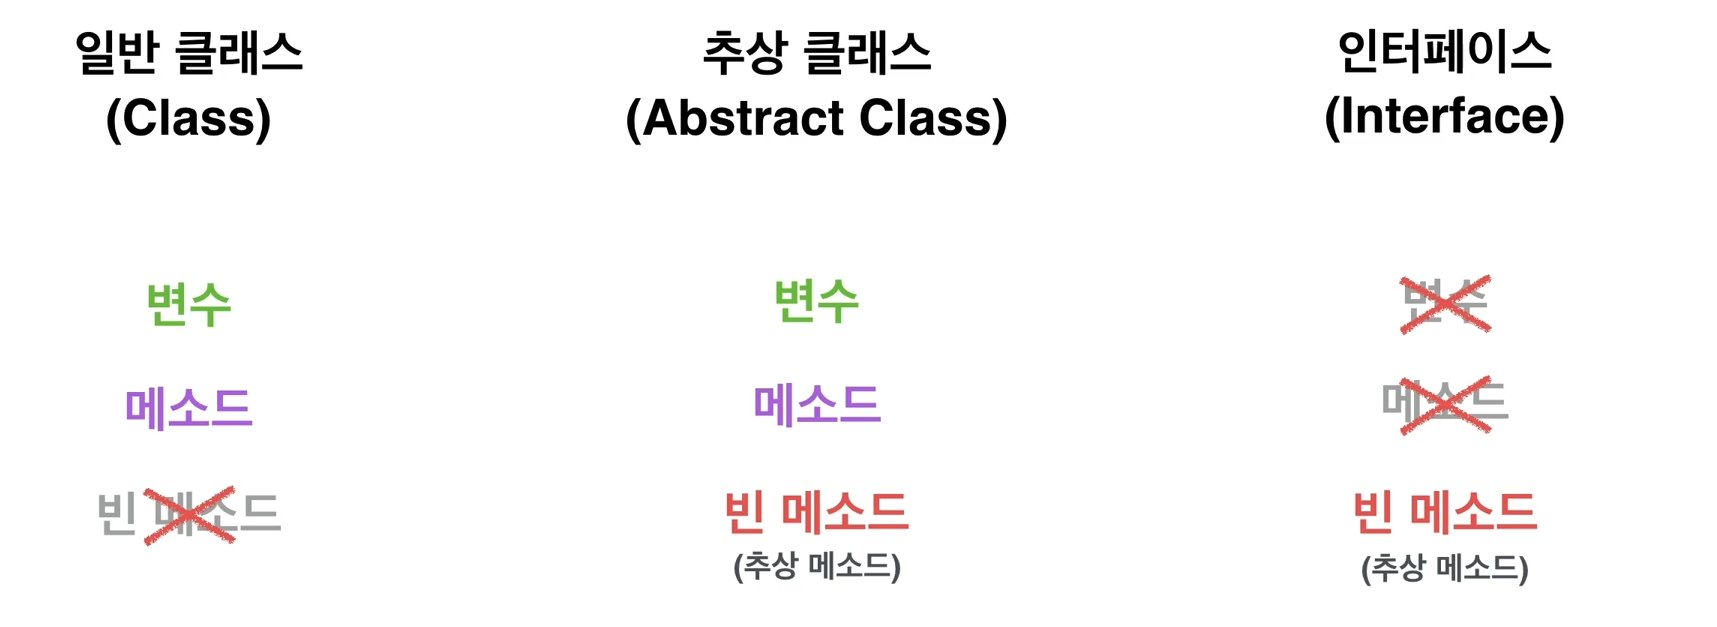 일반 클래스
(Class)
추상 클래스
(Abstract Class)
인터페이스
(Interface)
변수
변수
변수
메소드
메소드
메소드
빈 메소드
빈 메소드
(추상 메소드)
빈 메소드
(추상 메소드)